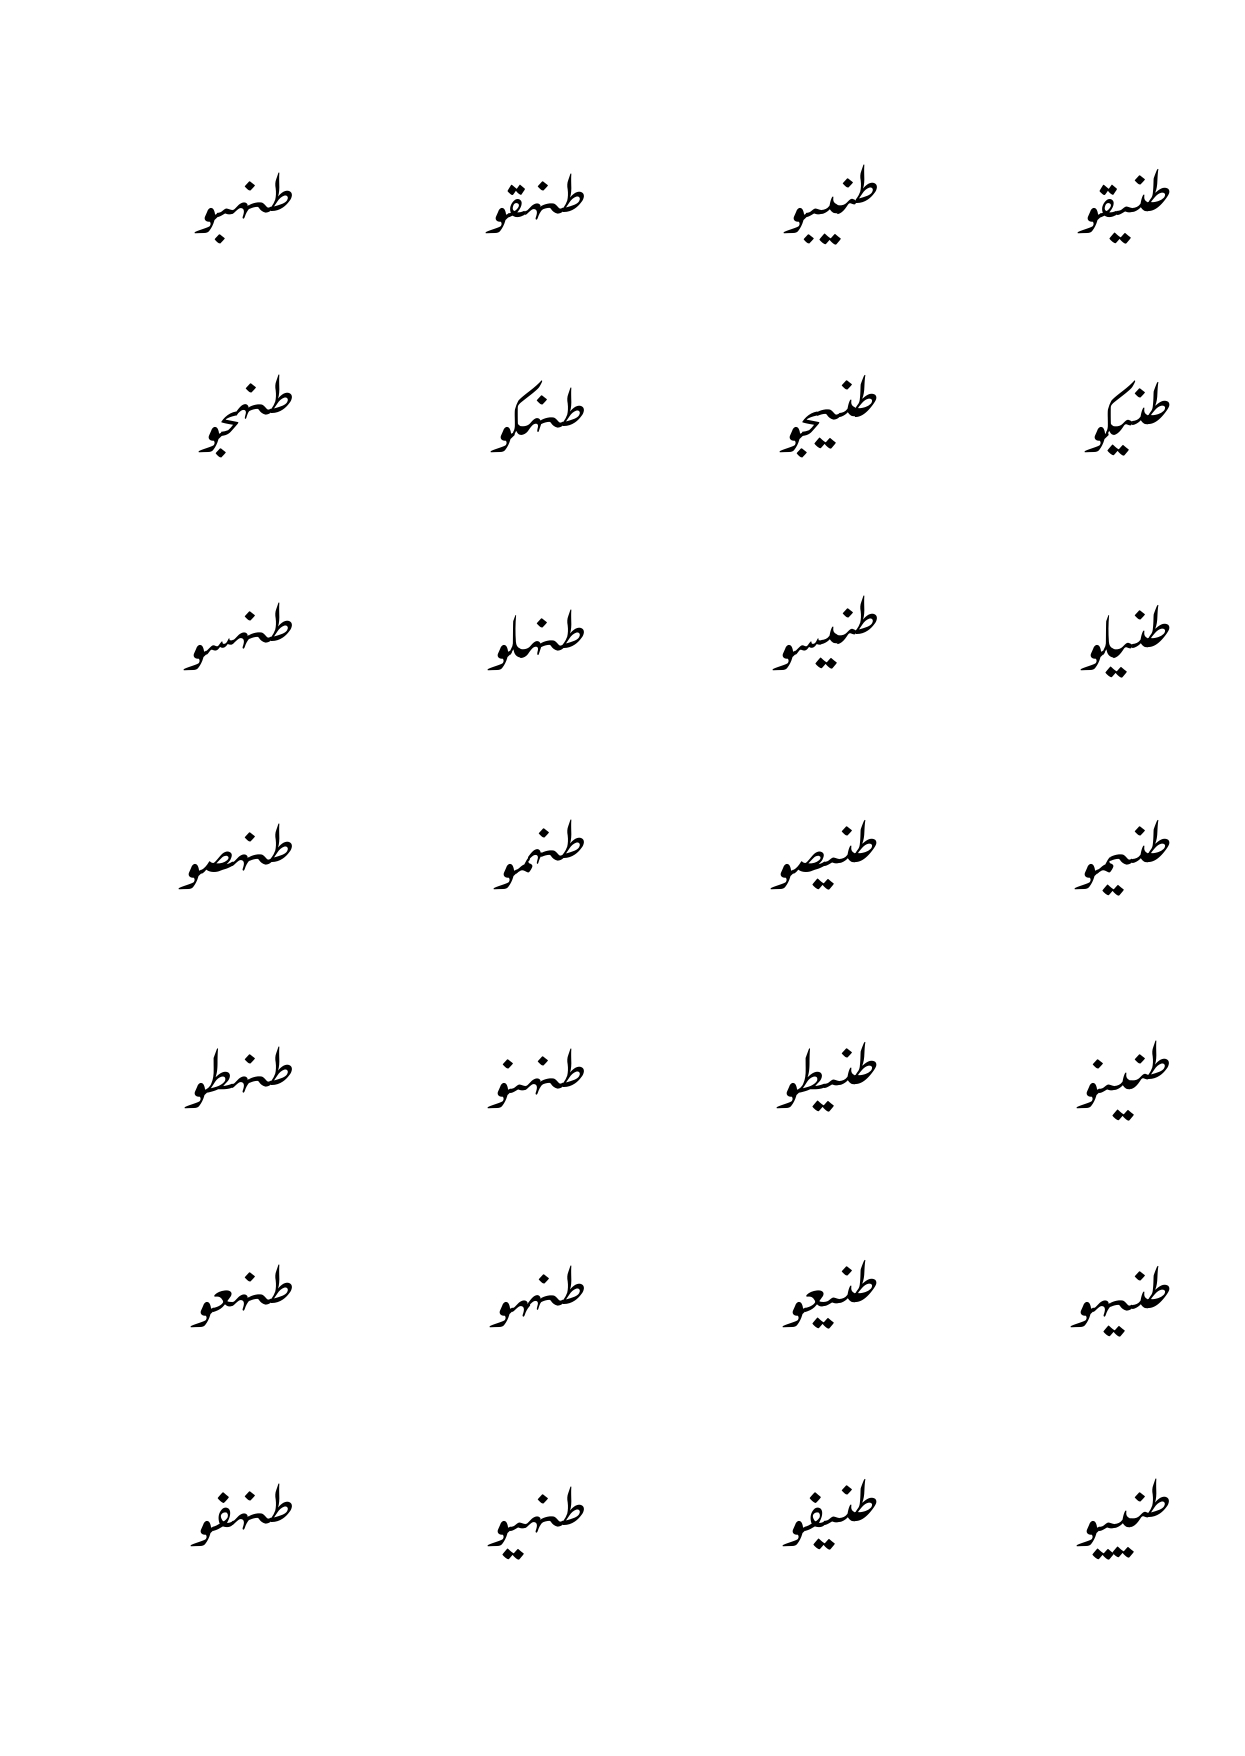 طنيقو طنيبو طنهقو طنهبو
طنيكو طنيجو طنهكو طنهجو
طنيلو طنيسو طنهلو طنهسو
طنيمو طنيصو طنهمو طنهصو
طنينو طنيطو طنهنو طنهطو
طنيهو طنيعو طنههو طنهعو
طنييو طنيفو طنهيو طنهفو